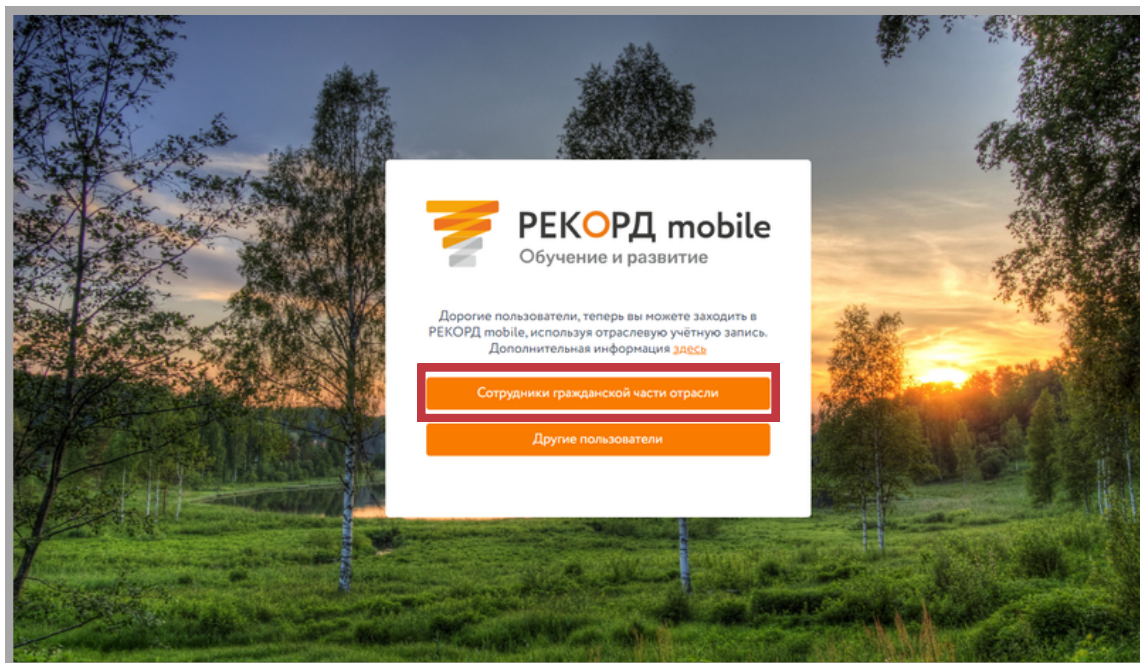 РЕКОРД mobile
Обучение и развитие
Дорогие пользователи, теперь вы можете заходить в
РЕКОРД mobile, используя отраслевую учётную запись.
Дополнительная информация здесь
Сотрудники гражданской части отрасли
Другие пользователи